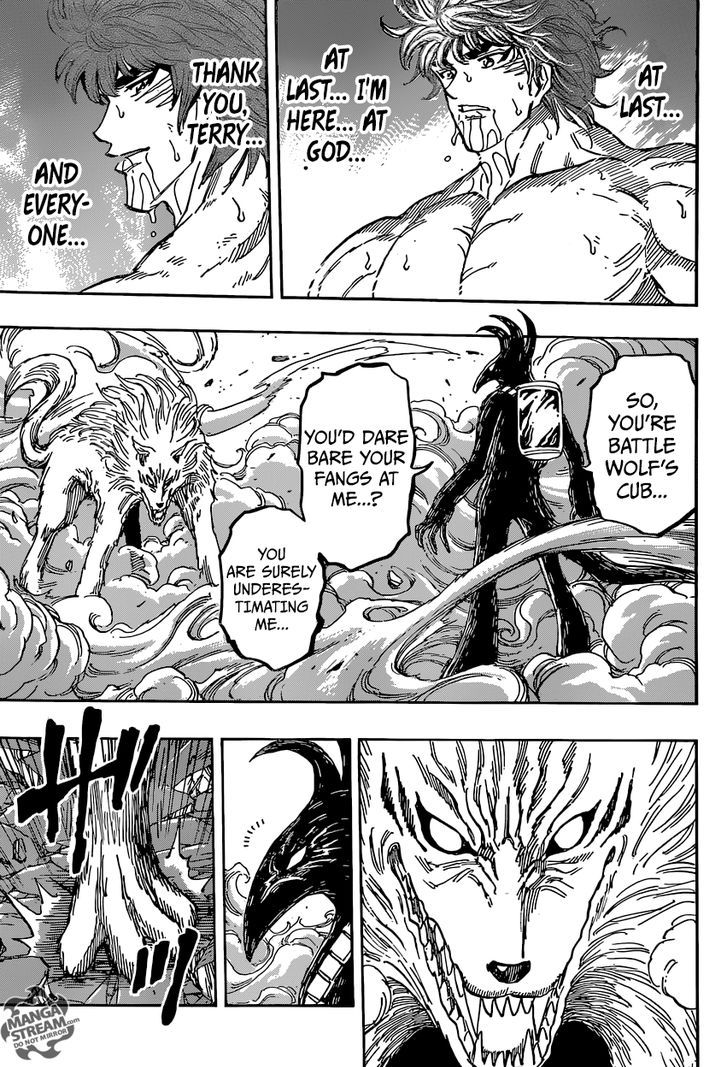 AT
LAST...
AT
LAST... I'M
HERE... AT
GOD...
THANK
YOU,
TERRY...
AND
EVERY-
ONE...
SO,
YOU'RE
BATTLE
WOLF'S
CUB...
YOU'D DARE
BARE YOUR
FANGS AT
ME...?
YOU
ARE SURELY
UNDERES-
TIMATING
ME...
MANGA
STREAM.com
DO NOT MIRROR!